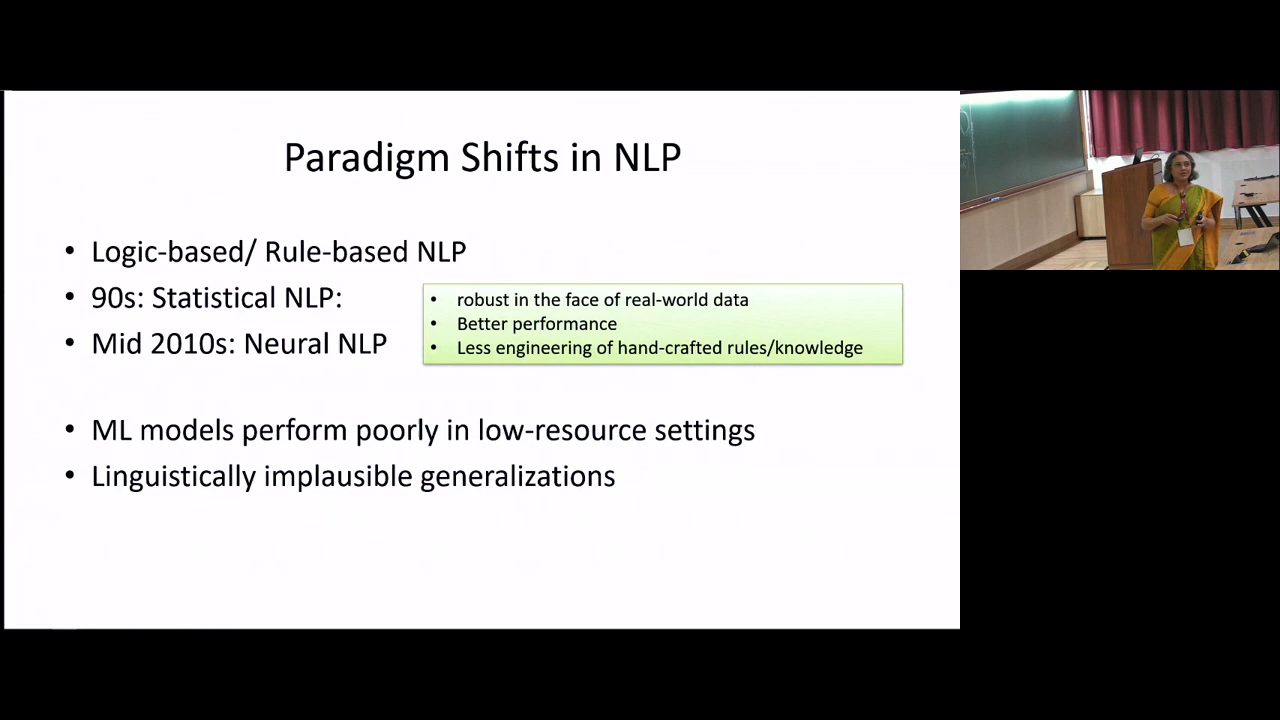 Paradigm Shifts in NLP
• Logic-based/ Rule-based NLP
• 90s: Statistical NLP:
• Mid 2010s: Neural NLP
• robust in the face of real-world data
• Better performance
• Less engineering of hand-crafted rules/knowledge
• ML models perform poorly in low-resource settings
• Linguistically implausible generalizations